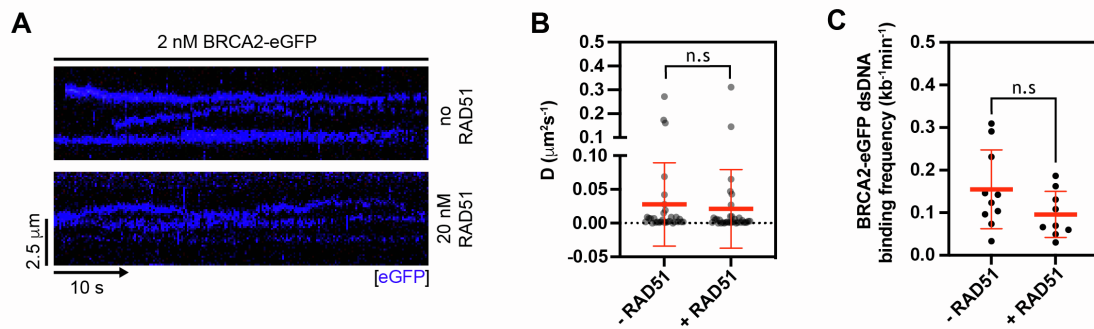 A
2 nM BRCA2-eGFP
no
RAD51
20 nM
RAD51
2.5 μm
10 s
[eGFP]
B
D (μm²s⁻¹)
0.5
0.4
0.3
0.2
0.1
0.10
0.05
0.00
-0.05
n.s
- RAD51
+ RAD51
C
BRCA2-eGFP dsDNA
binding frequency (kb⁻¹min⁻¹)
0.5
0.4
0.3
0.2
0.1
0.0
n.s
- RAD51
+ RAD51